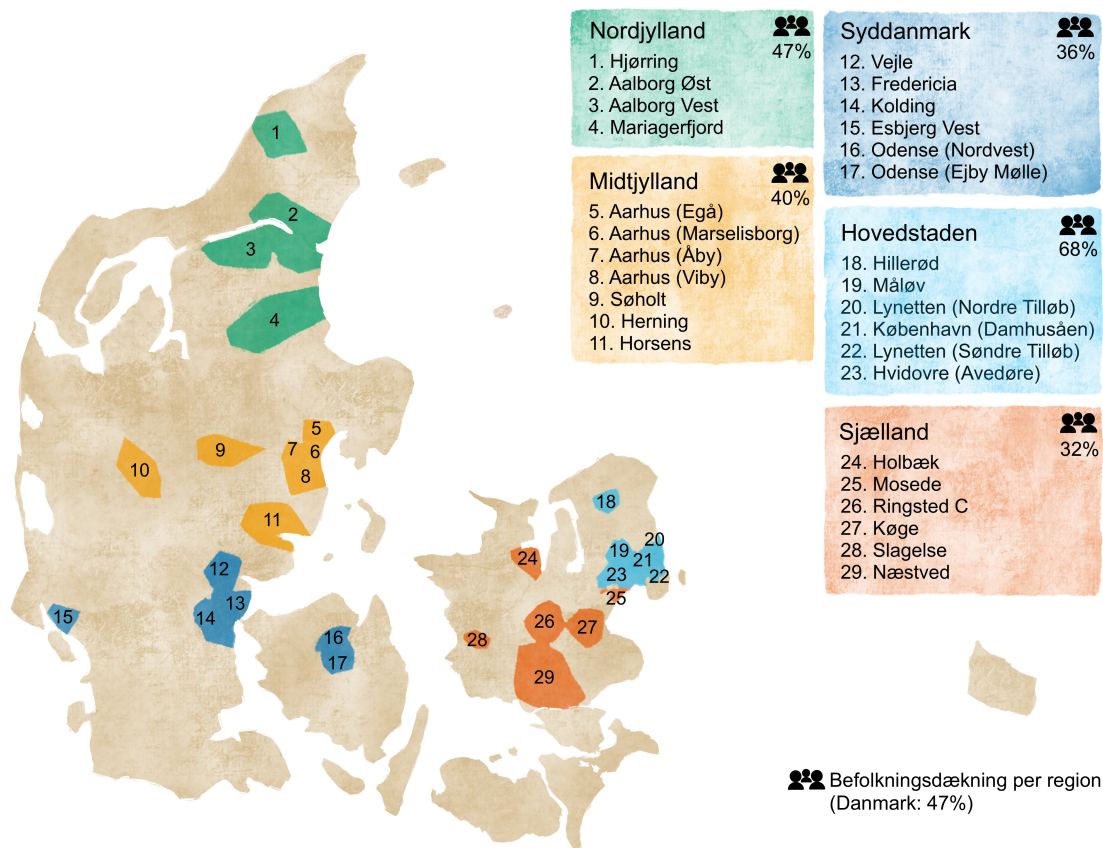 Nordjylland
47%
1. Hjørring
2. Aalborg Øst
3. Aalborg Vest
4. Mariagerfjord
Midtjylland
40%
5. Aarhus (Egå)
6. Aarhus (Marselisborg)
7. Aarhus (Åby)
8. Aarhus (Viby)
9. Søholt
10. Herning
11. Horsens
Syddanmark
36%
12. Vejle
13. Fredericia
14. Kolding
15. Esbjerg Vest
16. Odense (Nordvest)
17. Odense (Ejby Mølle)
Hovedstaden
68%
18. Hillerød
19. Måløv
20. Lynetten (Nordre Tilløb)
21. København (Damhusåen)
22. Lynetten (Søndre Tilløb)
23. Hvidovre (Avedøre)
Sjælland
32%
24. Holbæk
25. Mosede
26. Ringsted C
27. Køge
28. Slagelse
29. Næstved
1
2
3
4
5
6
7
8
9
10
11
12
13
14
15
16
17
18
19
20
21
22
23
24
25
26
27
28
29
Befolkningsdækning per region
(Danmark: 47%)